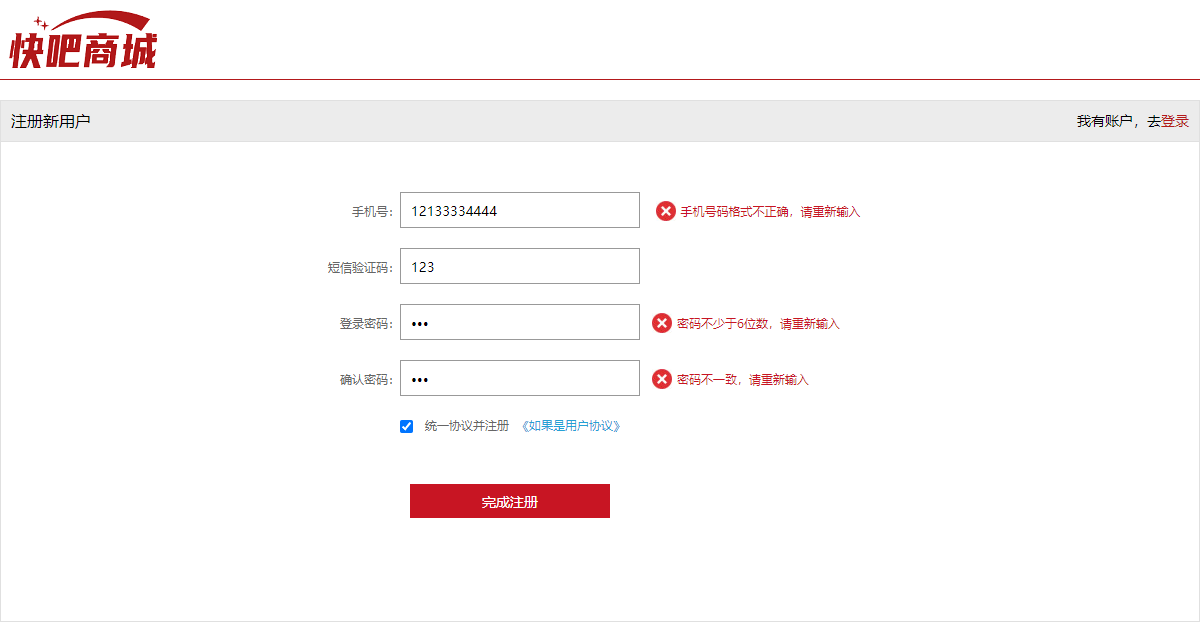 快吧商城
注册新用户
我有账户，去登录
手机号: 12133334444 手机号码格式不正确，请重新输入
短信验证码: 123
登录密码: ••• 密码不少于6位数，请重新输入
确认密码: ••• 密码不一致，请重新输入
统一协议并注册 《如果是用户协议》
完成注册